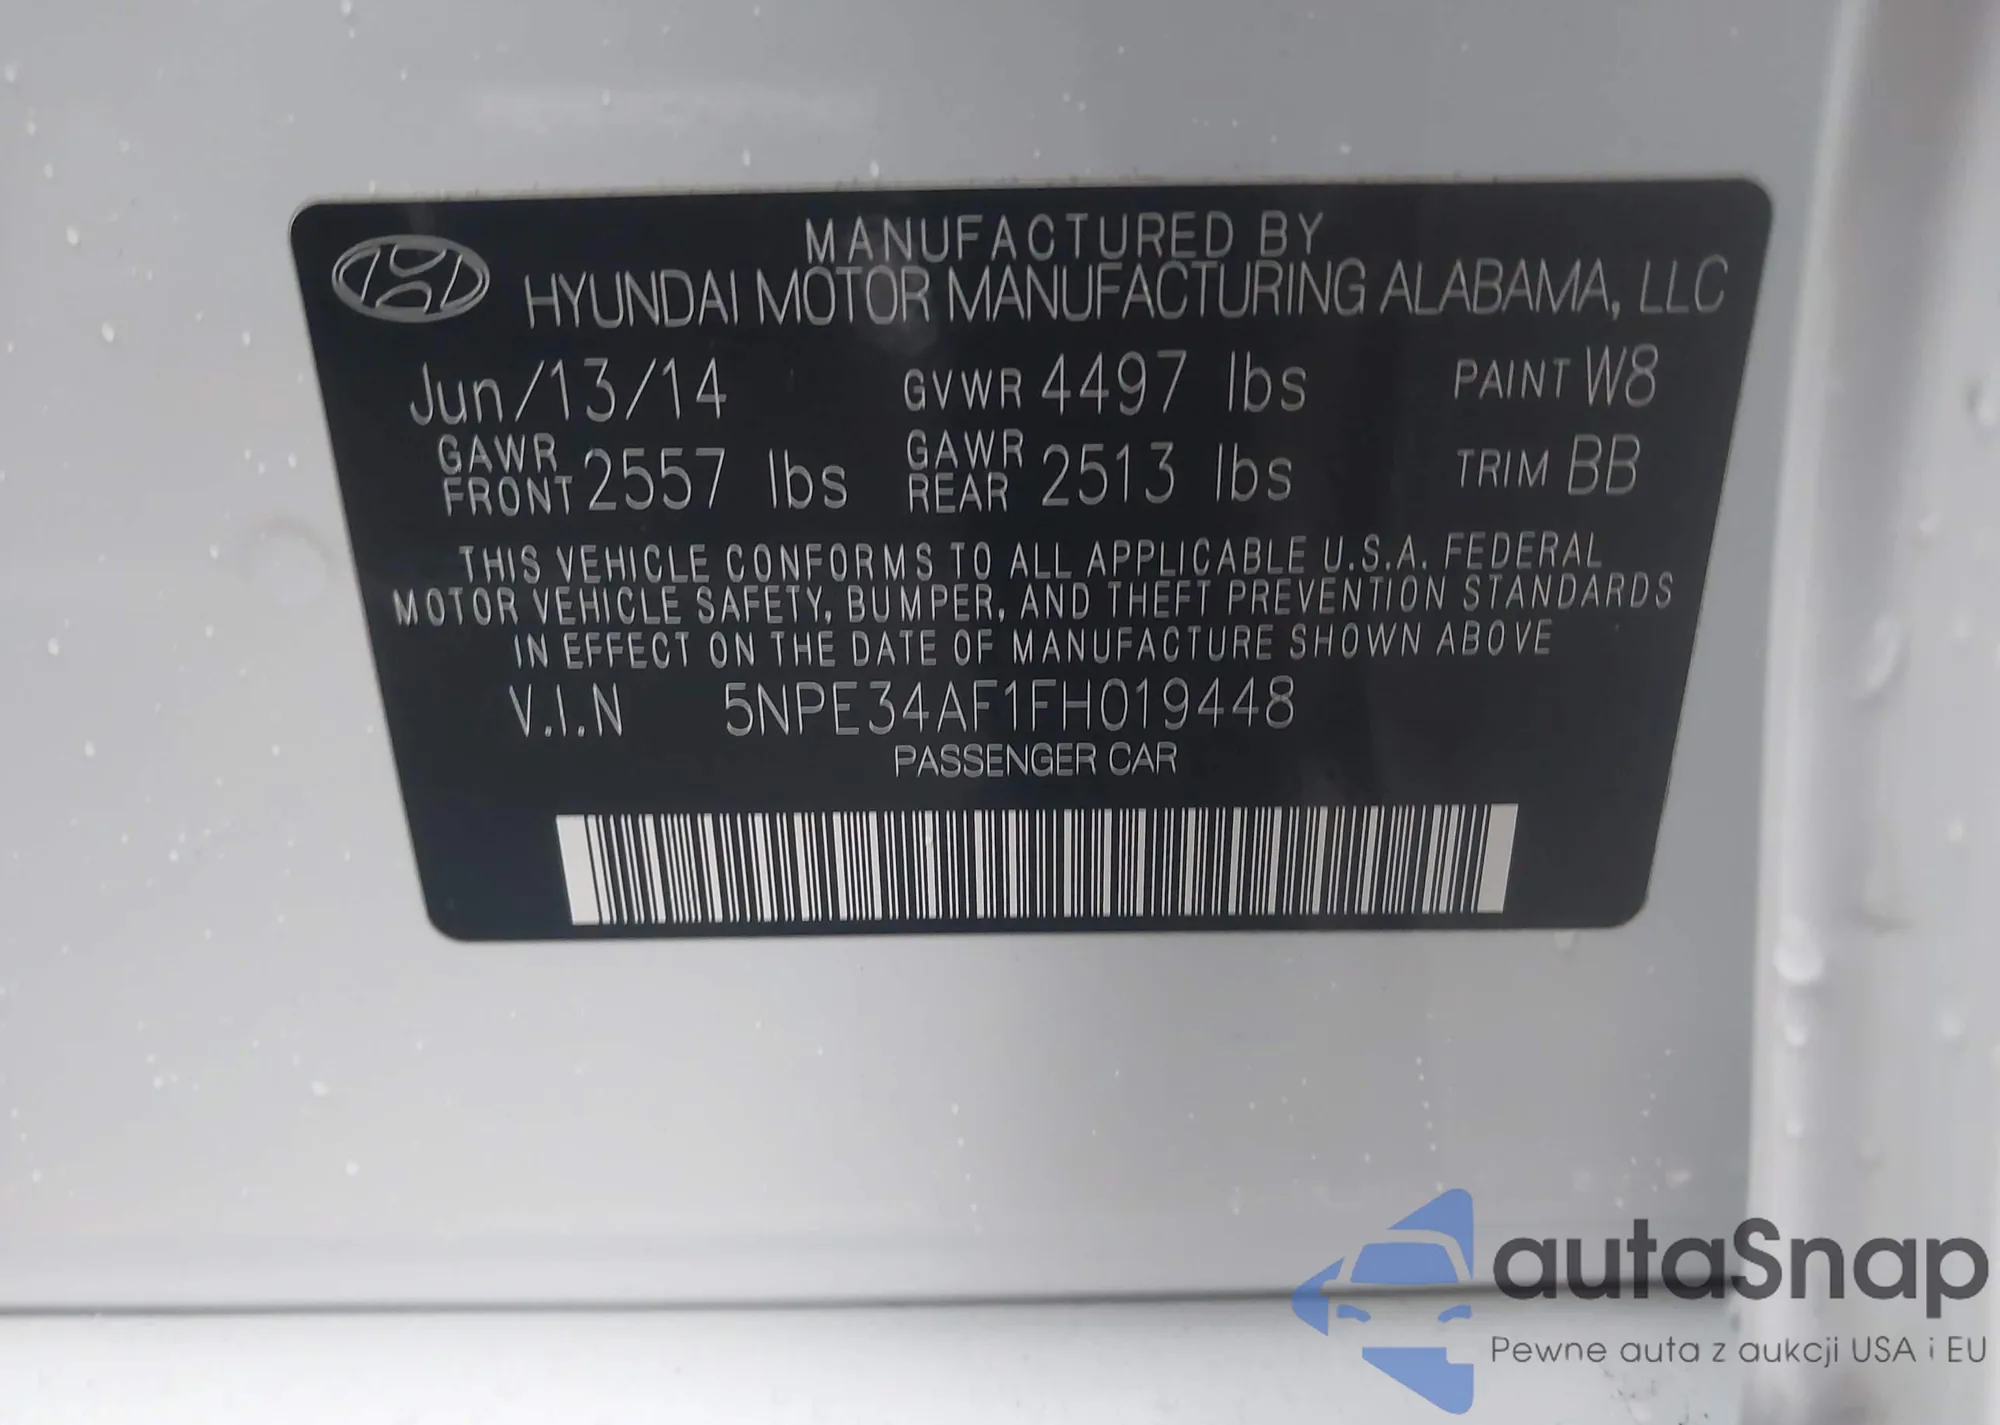 MANUFACTURED BY
HYUNDAI MOTOR MANUFACTURING ALABAMA, LLC
Jun/13/14 GVWR 4497 lbs PAINT W8
GAWR FRONT 2557 lbs GAWR REAR 2513 lbs TRIM BB
THIS VEHICLE CONFORMS TO ALL APPLICABLE U.S.A. FEDERAL
MOTOR VEHICLE SAFETY, BUMPER, AND THEFT PREVENTION STANDARDS
IN EFFECT ON THE DATE OF MANUFACTURE SHOWN ABOVE
V.I.N 5NPE34AF1FH019448
PASSENGER CAR
autaSnap
Pewne auta z aukcji USA i EU